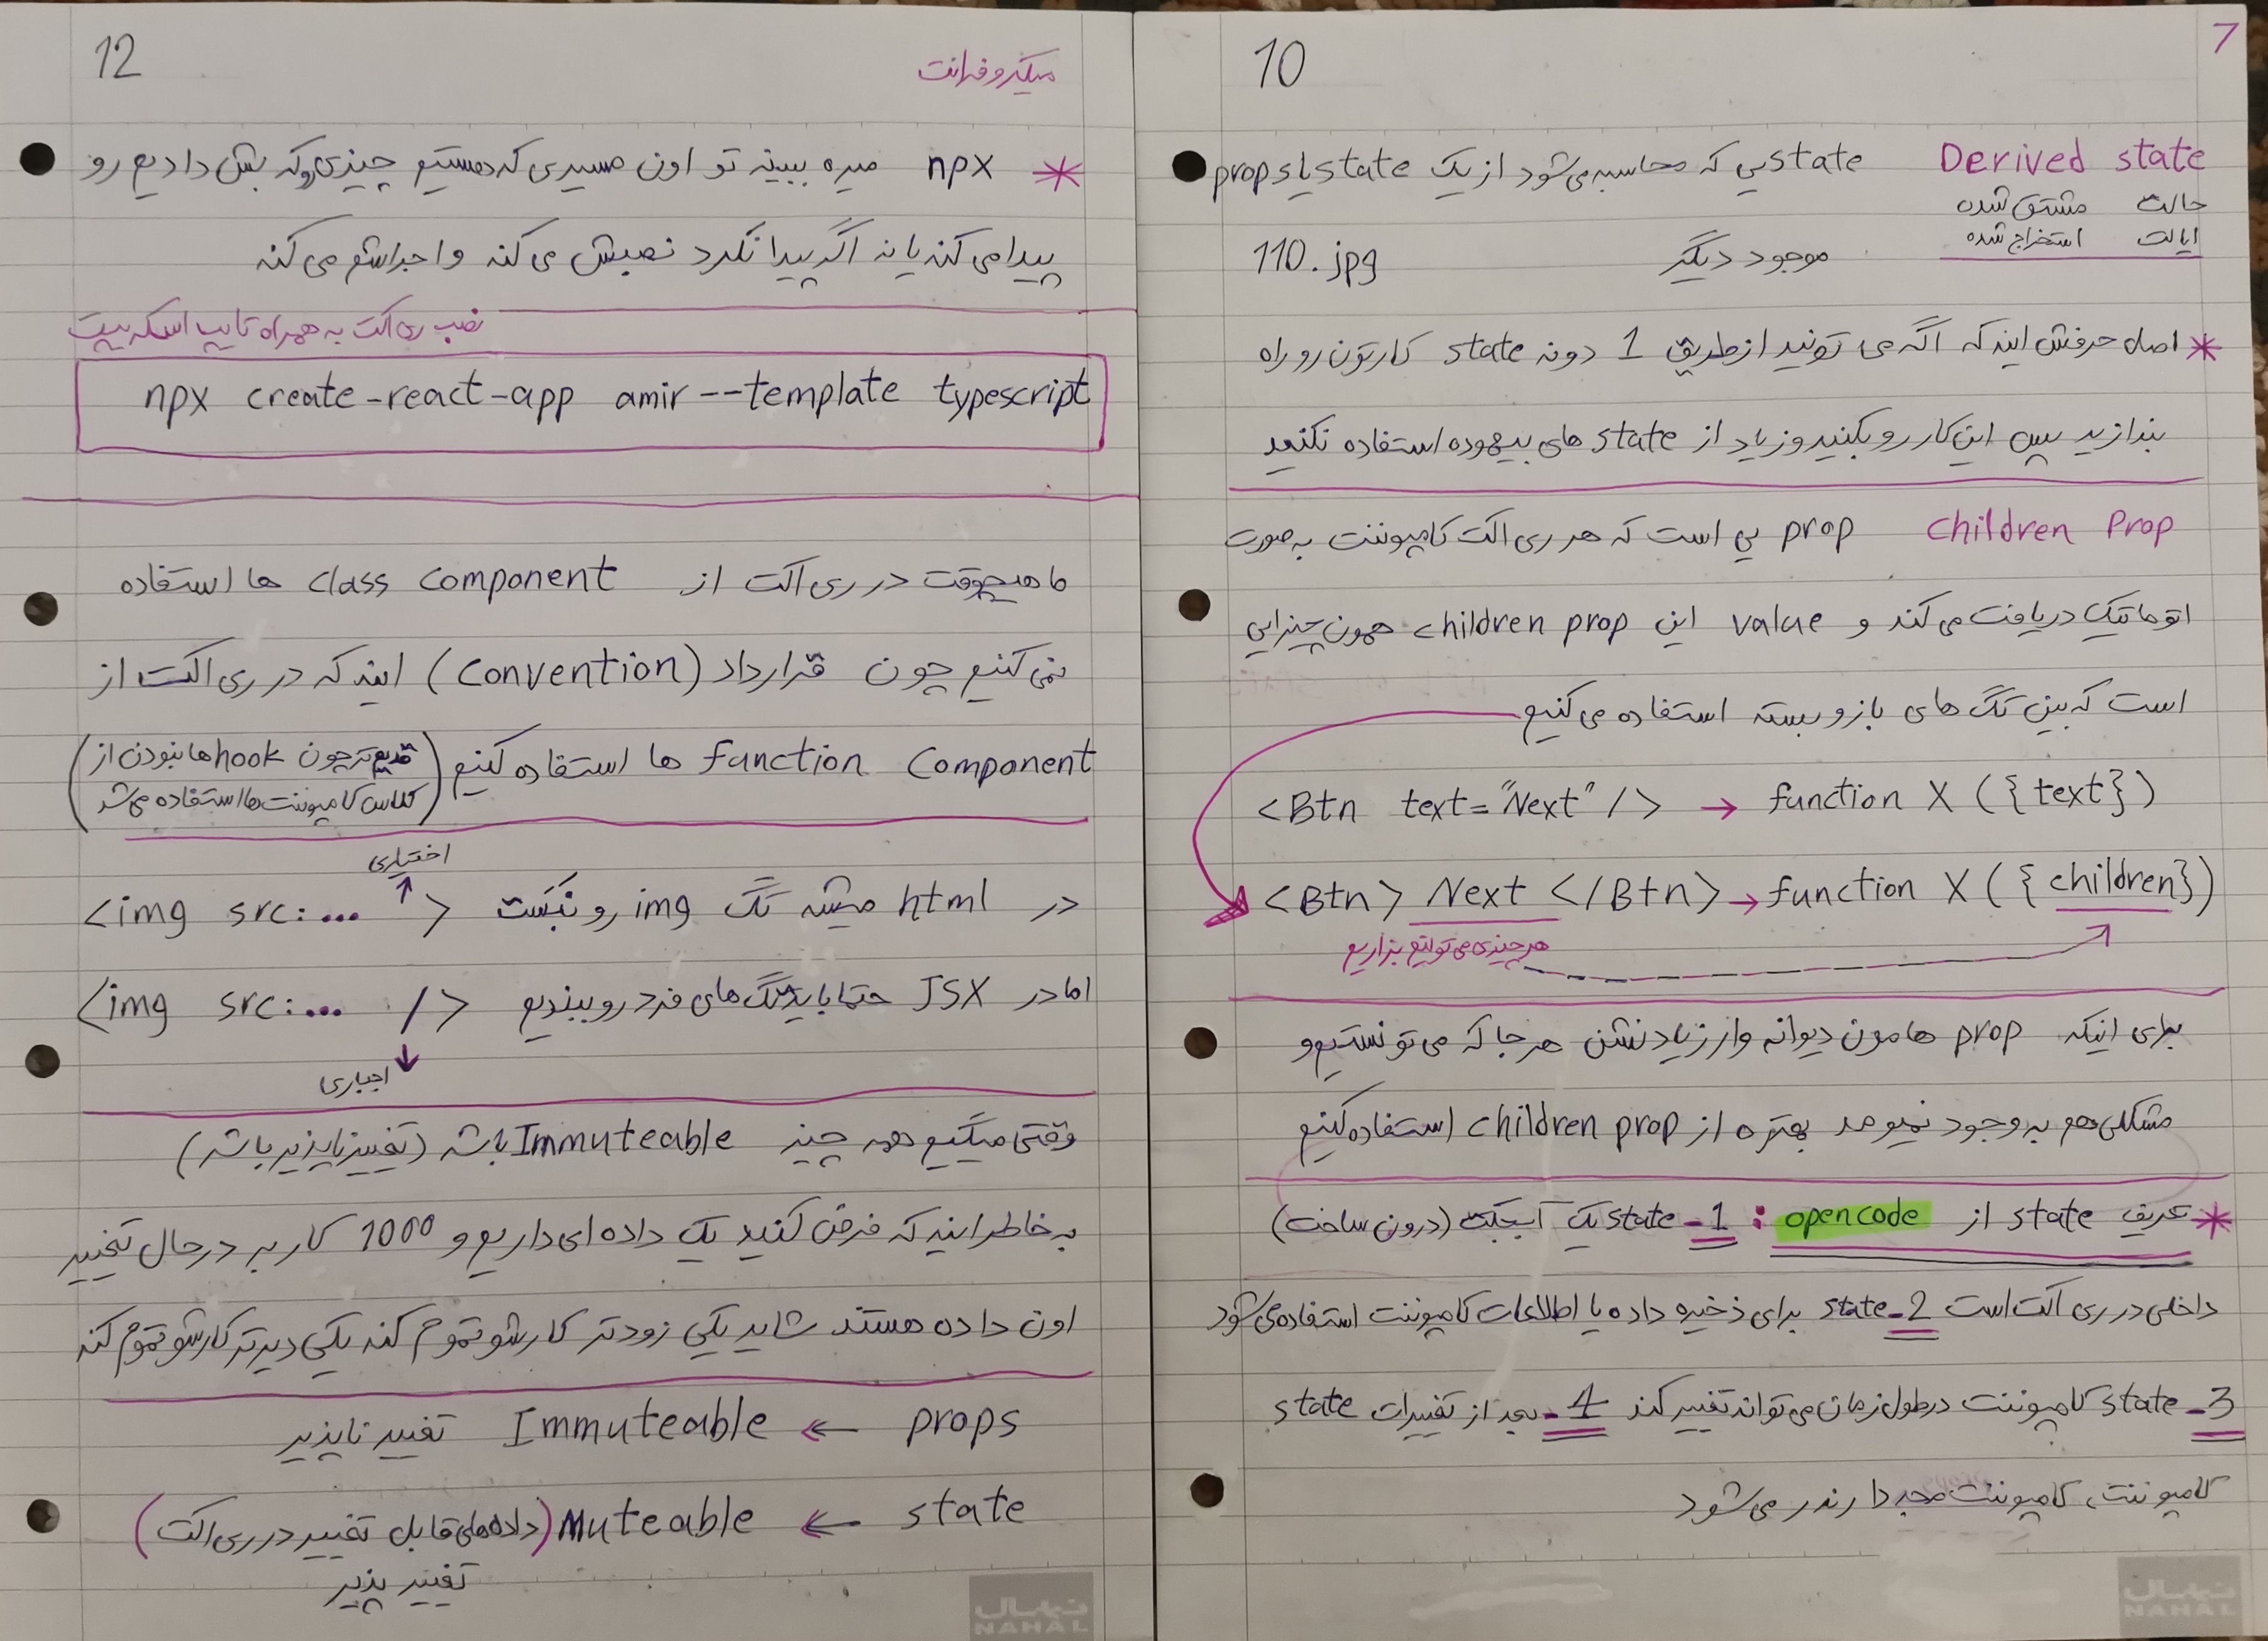 7
10
Derived state stateیی که محاسبه می‌شود از یک state یا props
حالت مشتق شده
ایالت استخراج شده
موجود دیگر 110.jpg
* اصل حرفش اینه که اگه می تونید از طریق 1 دونه state کارتون رو راه
بندازید پس این کار رو بکنید و زیاد از state های بیهوده استفاده نکنید
children Prop prop یی است که هر ری اکت کامپوننت به صورت
اتوماتیک دریافت می کند و value این children prop همون چیزایی
است که بین تگ های باز و بسته استفاده می کنیم
<Btn text="Next" /> → function X ({text})
<Btn> Next </Btn> → function X ({children})
هر چیزی می تونیم بزاریم
برای اینکه prop هامون دیوانه وار زیاد نشن هر جا که می تونستیم و
مشکلی هم به وجود نمیومد بهتره از children prop استفاده کنیم
* تعریف state از opencode : 1_ state یک آبجکت (درون ساخت)
داخلی در ری اکت است 2_ state برای ذخیره داده یا اطلاعات کامپوننت استفاده می شود
3_ state کامپوننت در طول زمان می تواند تغییر کند 4_ بعد از تغییرات state
کامپوننت، کامپوننت مجددا رندر می شود
نهال
NAHAL
12
میکروفرانت
* npx میره ببینه تو اون مسیری که هستیم چیزی رو که بش دادیم رو
پیدا می کنه یا نه اگر پیدا نکرد نصبش می کنه و اجراشم می کنه
نصب ری اکت به همراه تایپ اسکریپت
npx create-react-app amir --template typescript
ما هیچوقت در ری اکت از class component ها استفاده
نمی کنیم چون قرارداد (convention) اینه که در ری اکت از
function component ها استفاده کنیم (قدیم تر چون hook ها نبودن از
کلاس کامپوننت ها استفاده می شد)
اختیاری
در html میشه تگ img رو نبست <img src:... >
اما در JSX حتما باید تگ های فرد رو ببندیم <img src:... />
اجباری
وقتی میگیم همه چیز Immuteable باشه (تغییر ناپذیر باشه)
به خاطر اینه که فرض کنید یک داده ای داریم و 1000 کاربر در حال تغییر
اون داده هستند شاید یکی زودتر کارشو تموم کنه یکی دیرتر کارشو تموم کنه
props ← Immuteable تغییر ناپذیر
state ← Muteable (داده های قابل تغییر در ری اکت)
تغییر پذیر
نهال
NAHAL